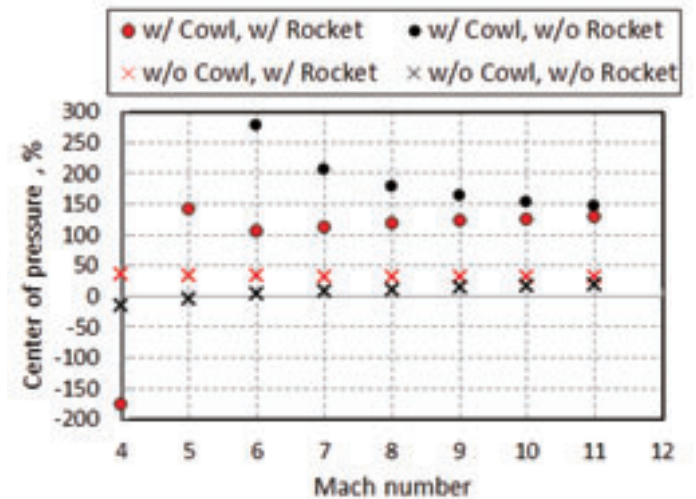 w/ Cowl, w/ Rocket w/ Cowl, w/o Rocket
w/o Cowl, w/ Rocket w/o Cowl, w/o Rocket
300
250
200
150
100
50
0
-50
-100
-150
-200
Center of pressure , %
4 5 6 7 8 9 10 11 12
Mach number